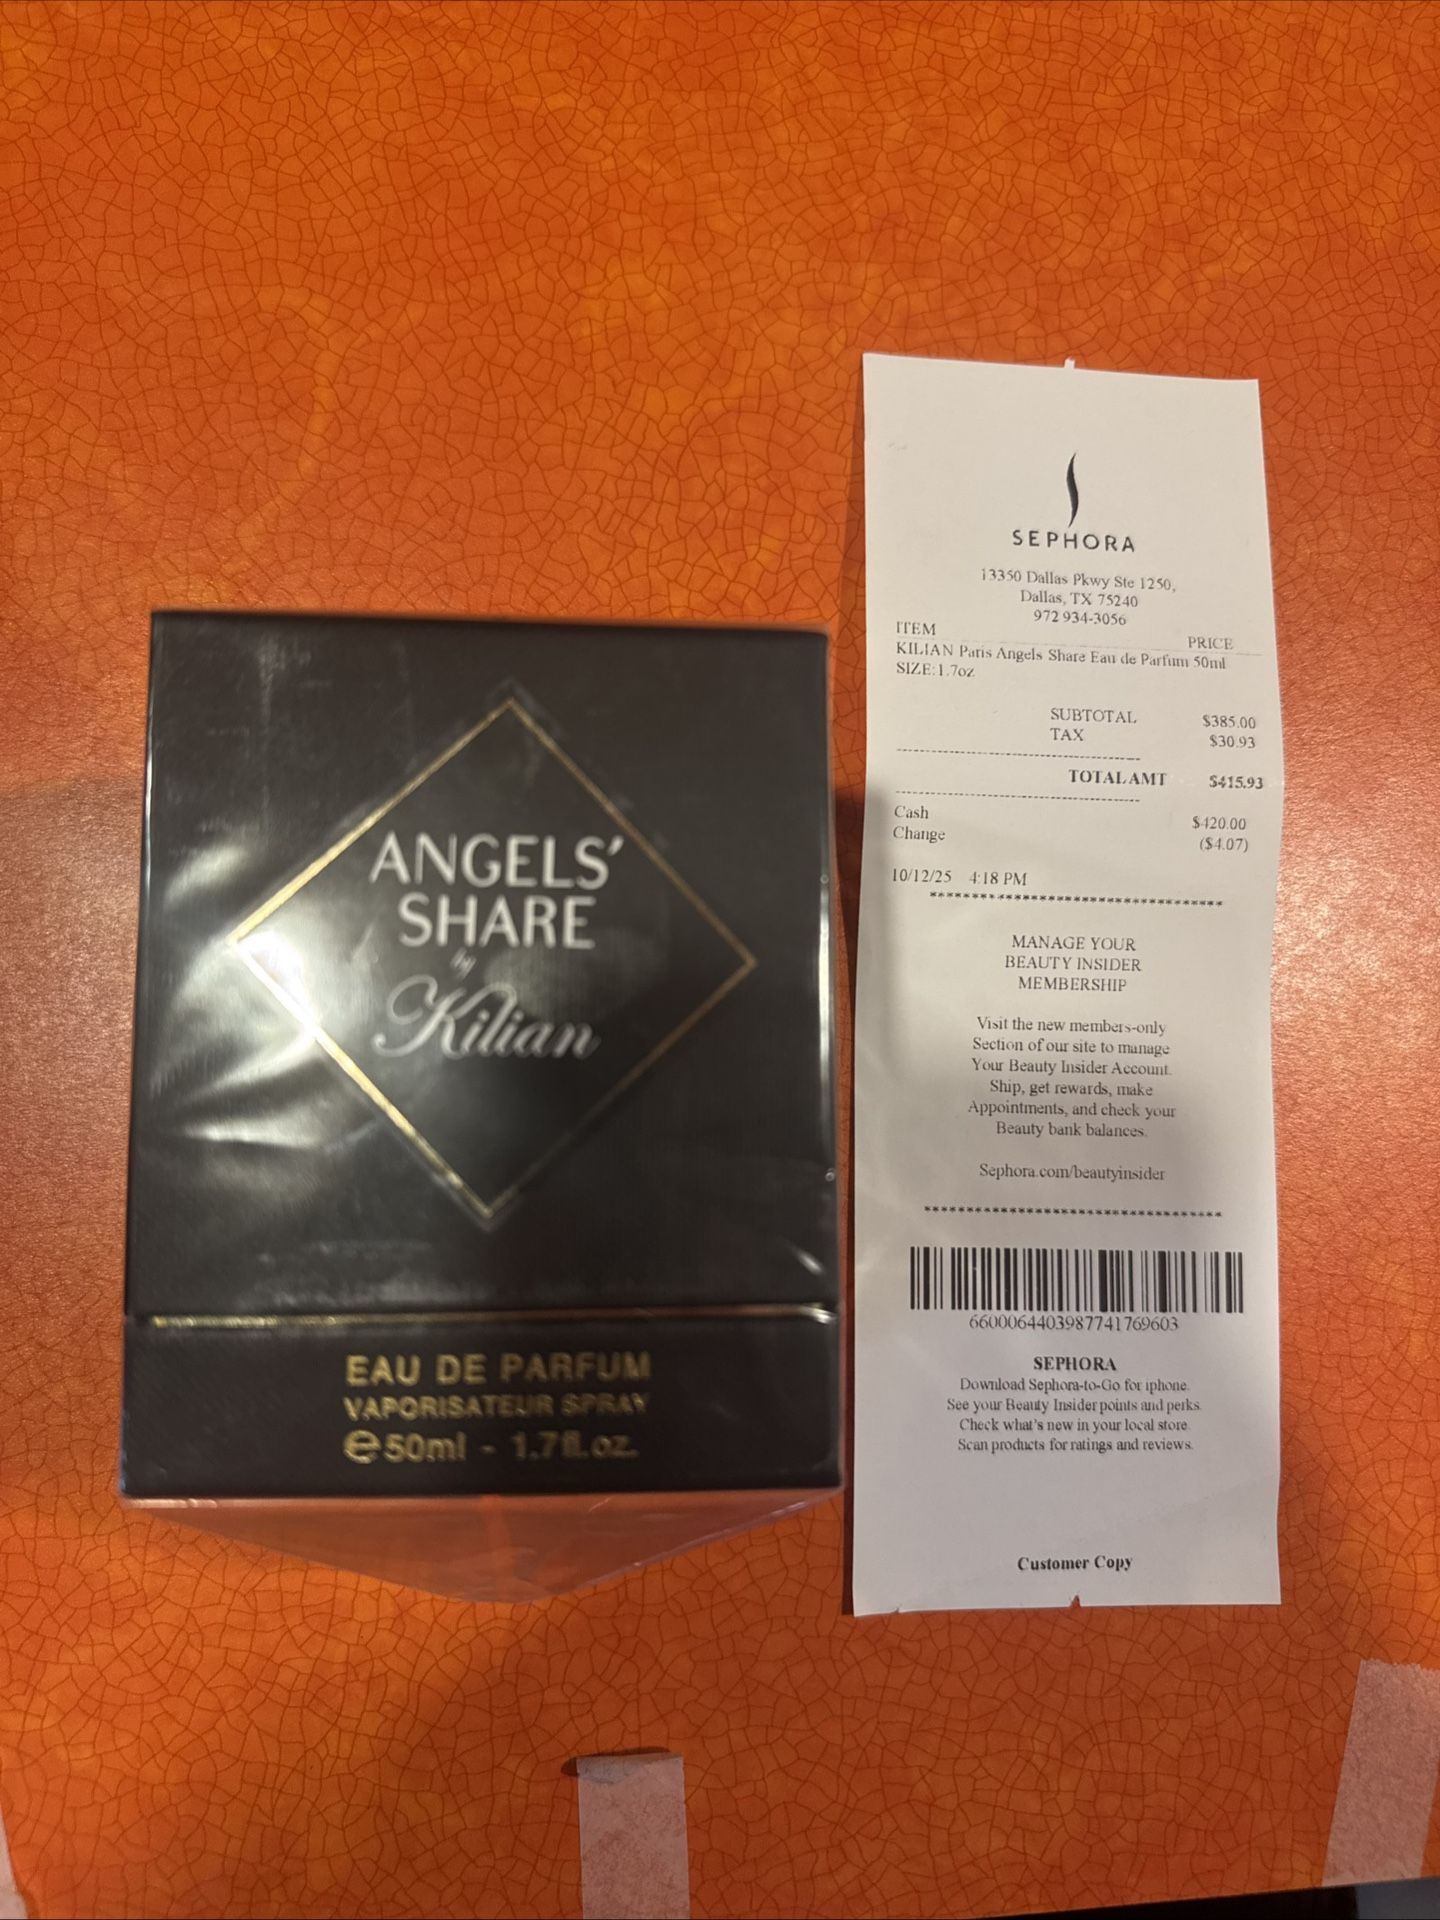 ANGELS'
SHARE
by
Kilian
EAU DE PARFUM
VAPORISATEUR SPRAY
e50ml - 1.7fl.oz.
SEPHORA
13350 Dallas Pkwy Ste 1250,
Dallas, TX 75240
972 934-3056
ITEM PRICE
KILIAN Paris Angels Share Eau de Parfum 50ml
SIZE:1.7oz
SUBTOTAL $385.00
TAX $30.93
TOTAL AMT $415.93
Cash $420.00
Change ($4.07)
10/12/25 4:18 PM
*********************************
MANAGE YOUR
BEAUTY INSIDER
MEMBERSHIP
Visit the new members-only
Section of our site to manage
Your Beauty Insider Account.
Ship, get rewards, make
Appointments, and check your
Beauty bank balances.
Sephora.com/beautyinsider
*********************************
6600064403987741769603
SEPHORA
Download Sephora-to-Go for iphone.
See your Beauty Insider points and perks.
Check what's new in your local store.
Scan products for ratings and reviews.
Customer Copy